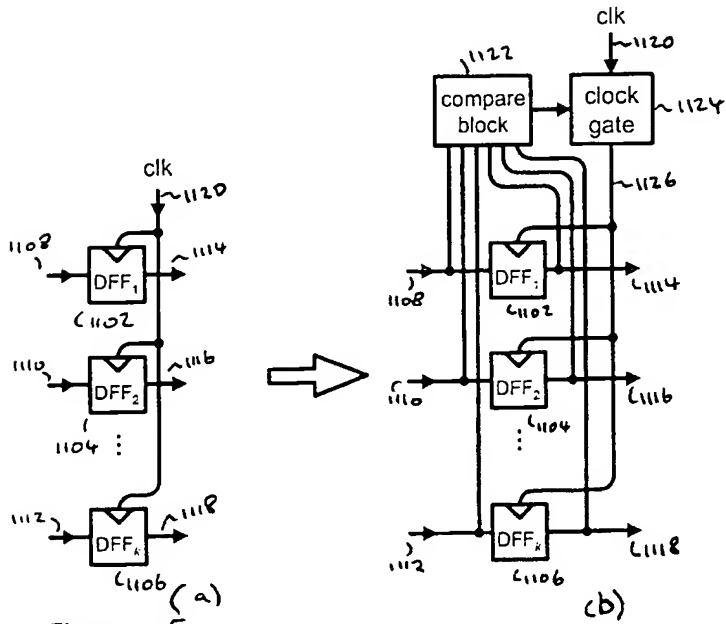 clk
1120
1122
compare block
clock gate
1124
clk
1120
1126
1108
DFF1
1114
1102
1108
DFF1
1114
1102
1110
DFF2
1116
1104
⋮
1110
DFF2
1116
1104
⋮
1112
DFFk
1118
1106
1112
DFFk
1118
1106
(a)
(b)